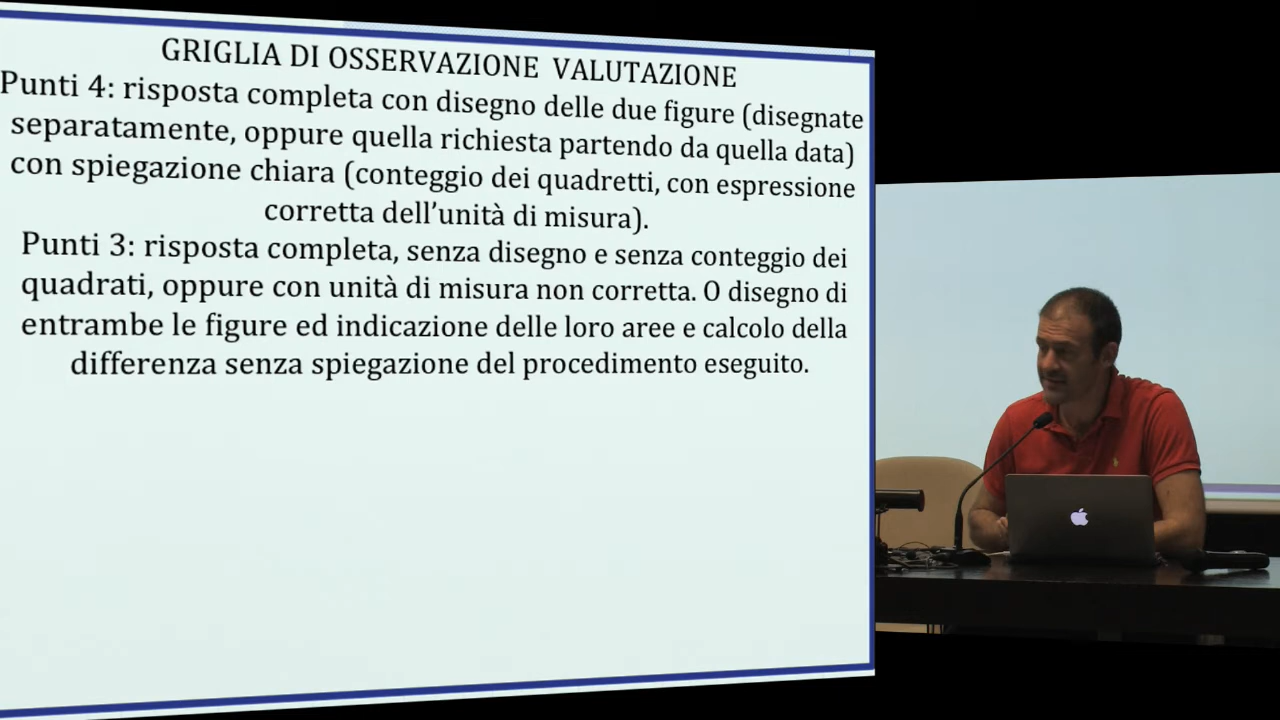 GRIGLIA DI OSSERVAZIONE VALUTAZIONE
Punti 4: risposta completa con disegno delle due figure (disegnate
separatamente, oppure quella richiesta partendo da quella data)
con spiegazione chiara (conteggio dei quadretti, con espressione
corretta dell’unità di misura).
Punti 3: risposta completa, senza disegno e senza conteggio dei
quadrati, oppure con unità di misura non corretta. O disegno di
entrambe le figure ed indicazione delle loro aree e calcolo della
differenza senza spiegazione del procedimento eseguito.